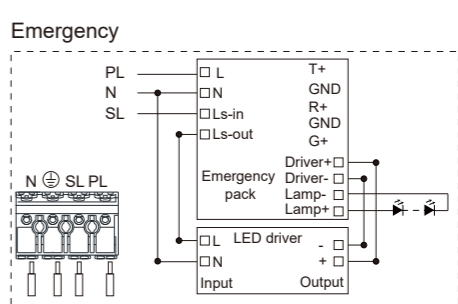 Emergency
PL
N
SL
L
N
Ls-in
Ls-out
T+
GND
R+
GND
G+
Driver+
Driver-
Lamp-
Lamp+
Emergency
pack
N SL PL
L
N
Input
LED driver
-
+
Output